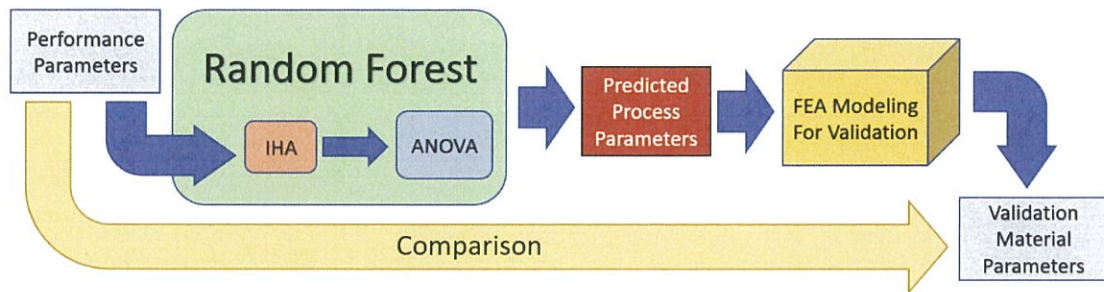 Performance
Parameters
Random Forest
IHA
ANOVA
Predicted
Process
Parameters
FEA Modeling
For Validation
Validation
Material
Parameters
Comparison